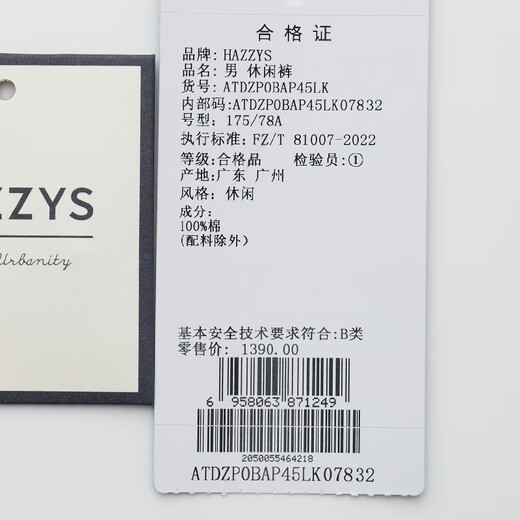 ZZYS
Urbanity
合格证
品牌: HAZZYS
品名: 男 休闲裤
货号: ATDZP0BAP45LK
内部码:ATDZP0BAP45LK07832
号型: 175/78A
执行标准: FZ/T 81007-2022
等级:合格品 检验员:①
产地:广东 广州
风格: 休闲
成分:
100%棉
(配料除外)
基本安全技术要求符合:B类
零售价: 1390.00
6 958063 871249
2050055464218
ATDZP0BAP45LK07832